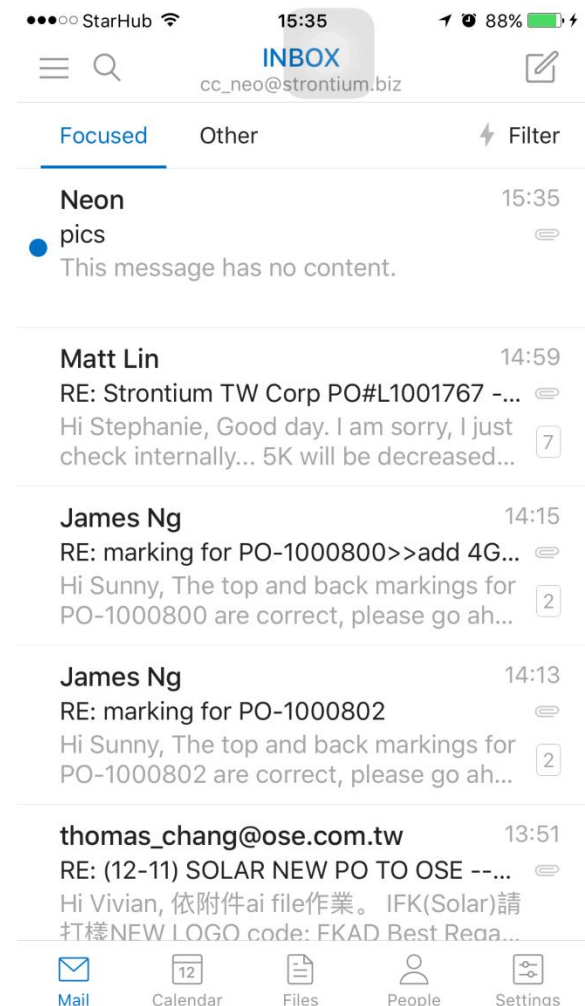 StarHub 15:35 88%
INBOX
cc_neo@strontium.biz
Focused Other Filter
Neon 15:35
pics
This message has no content.
Matt Lin 14:59
RE: Strontium TW Corp PO#L1001767 -...
Hi Stephanie, Good day. I am sorry, I just
check internally... 5K will be decreased...
7
James Ng 14:15
RE: marking for PO-1000800>>add 4G...
Hi Sunny, The top and back markings for
PO-1000800 are correct, please go ah...
2
James Ng 14:13
RE: marking for PO-1000802
Hi Sunny, The top and back markings for
PO-1000802 are correct, please go ah...
2
thomas_chang@ose.com.tw 13:51
RE: (12-11) SOLAR NEW PO TO OSE --...
Hi Vivian, 依附件ai file作業。 IFK(Solar)請
打樣NEW LOGO code: FKAD Best Rega...
12
Mail Calendar Files People Settings